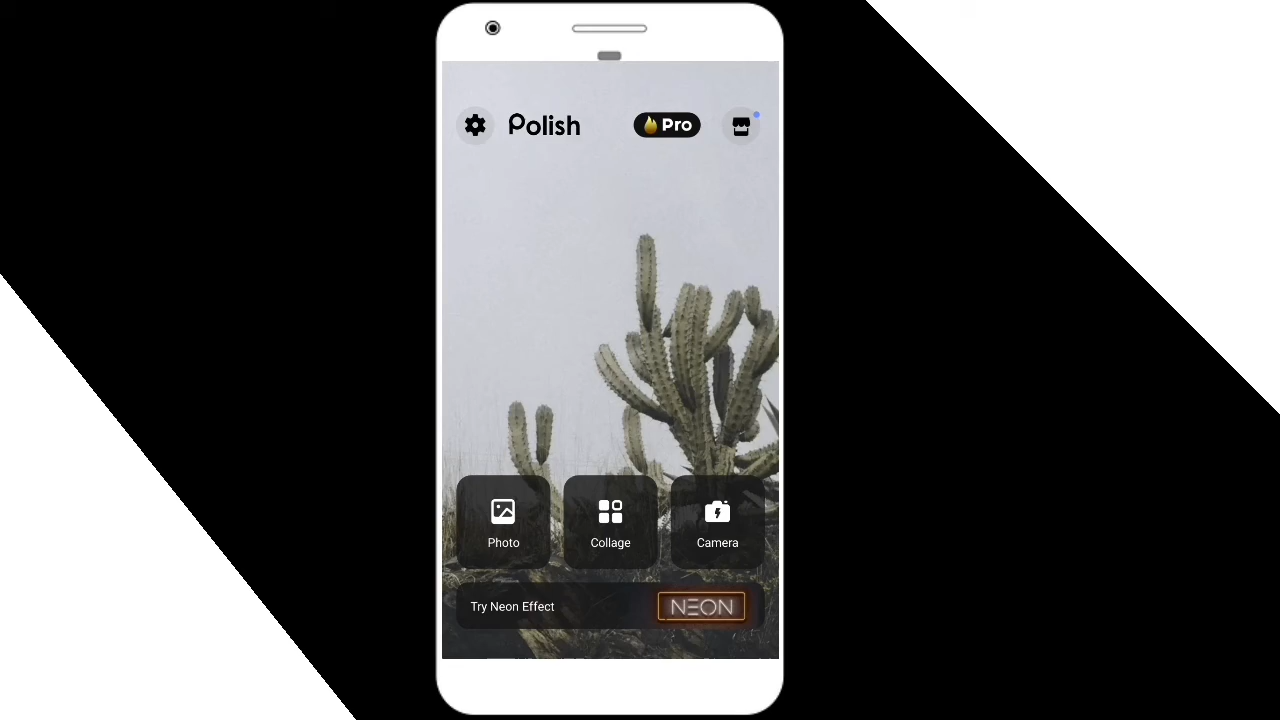 Polish
Pro
Photo
Collage
Camera
Try Neon Effect
NEON